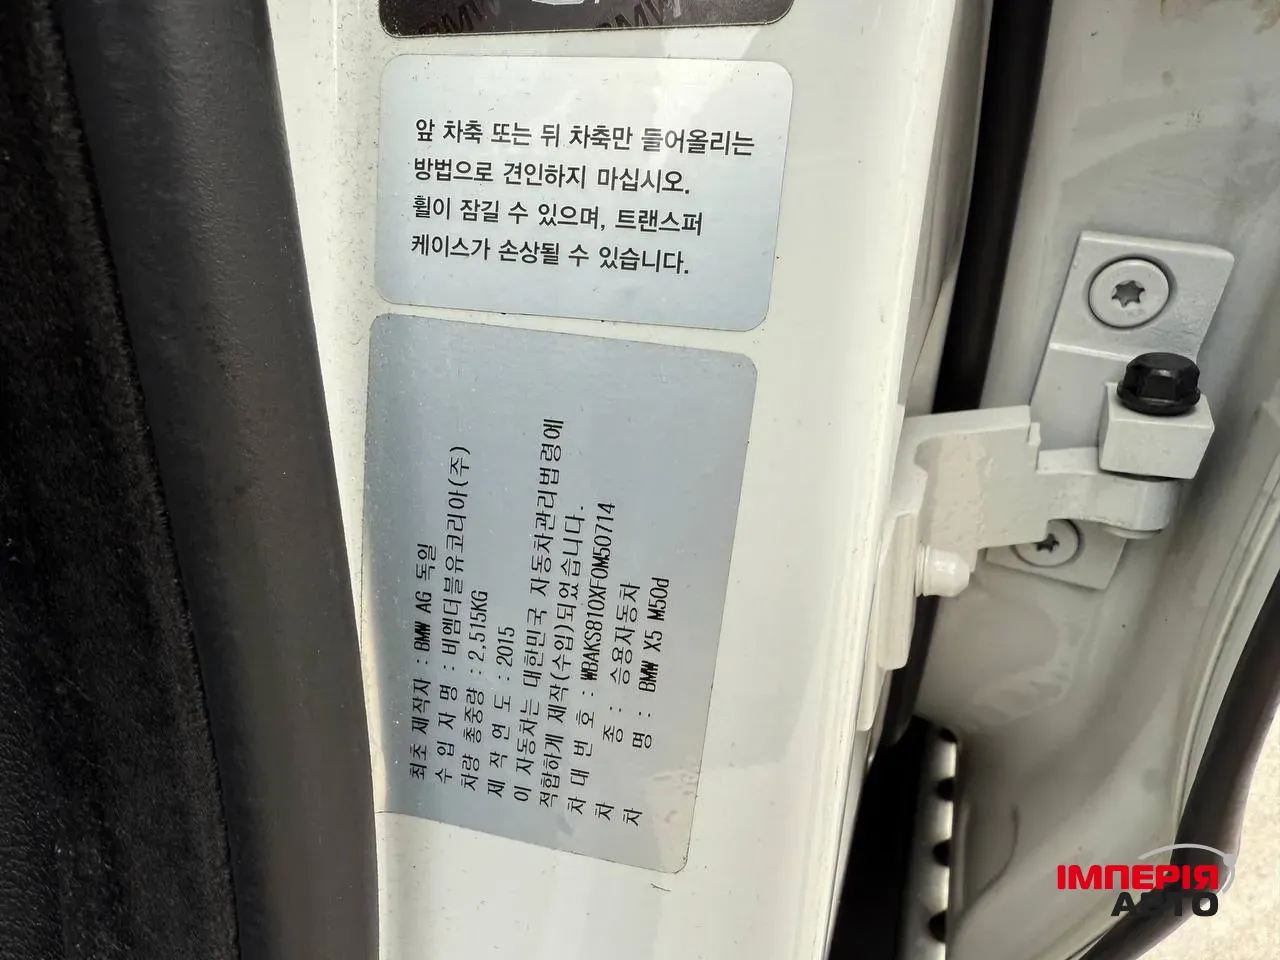 BMW
BMW
앞 차축 또는 뒤 차축만 들어올리는
방법으로 견인하지 마십시오.
휠이 잠길 수 있으며, 트랜스퍼
케이스가 손상될 수 있습니다.
최초 제작자 : BMW AG 독일
수 입 자 명 : 비엠더블유코리아(주)
차량 총중량 : 2,515KG
제 작 연 도 : 2015
이 자동차는 대한민국 자동차관리법령에
적합하게 제작(수입)되었습니다.
차 대 번 호 : WBAKS810XF0M50714
차 종 : 승용자동차
차 명 : BMW X5 M50d
ІМПЕРІЯ
АВТО